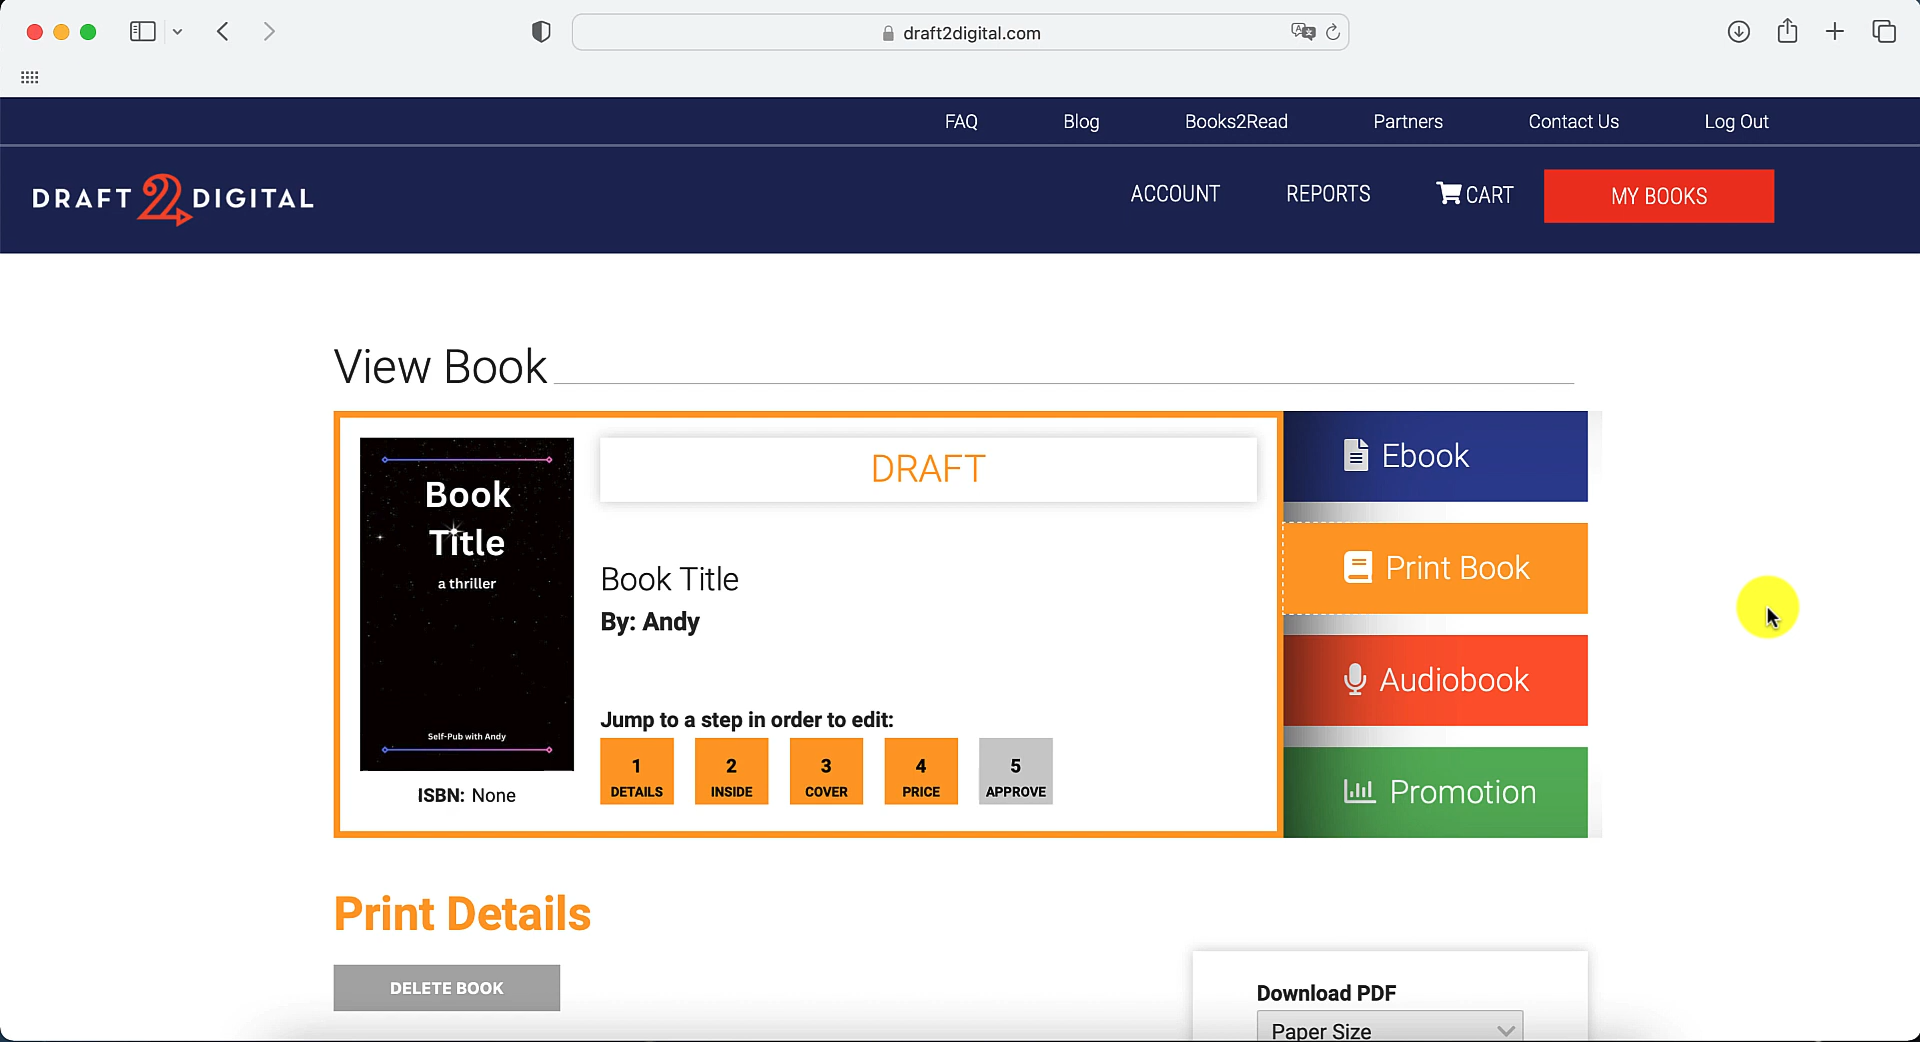 draft2digital.com
FAQ Blog Books2Read Partners Contact Us Log Out
DRAFT 2 DIGITAL
ACCOUNT REPORTS CART MY BOOKS
View Book
Book
Title
a thriller
Self-Pub with Andy
ISBN: None
DRAFT
Book Title
By: Andy
Jump to a step in order to edit:
1 2 3 4 5
DETAILS INSIDE COVER PRICE APPROVE
Ebook
Print Book
Audiobook
Promotion
Print Details
DELETE BOOK
Download PDF
Paper Size